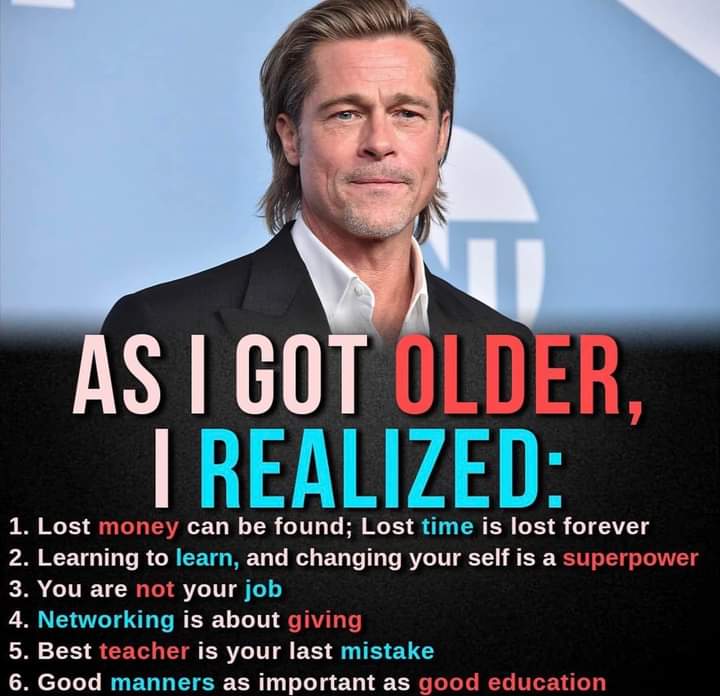 AS I GOT OLDER,
I REALIZED:
1. Lost money can be found; Lost time is lost forever
2. Learning to learn, and changing your self is a superpower
3. You are not your job
4. Networking is about giving
5. Best teacher is your last mistake
6. Good manners as important as good education